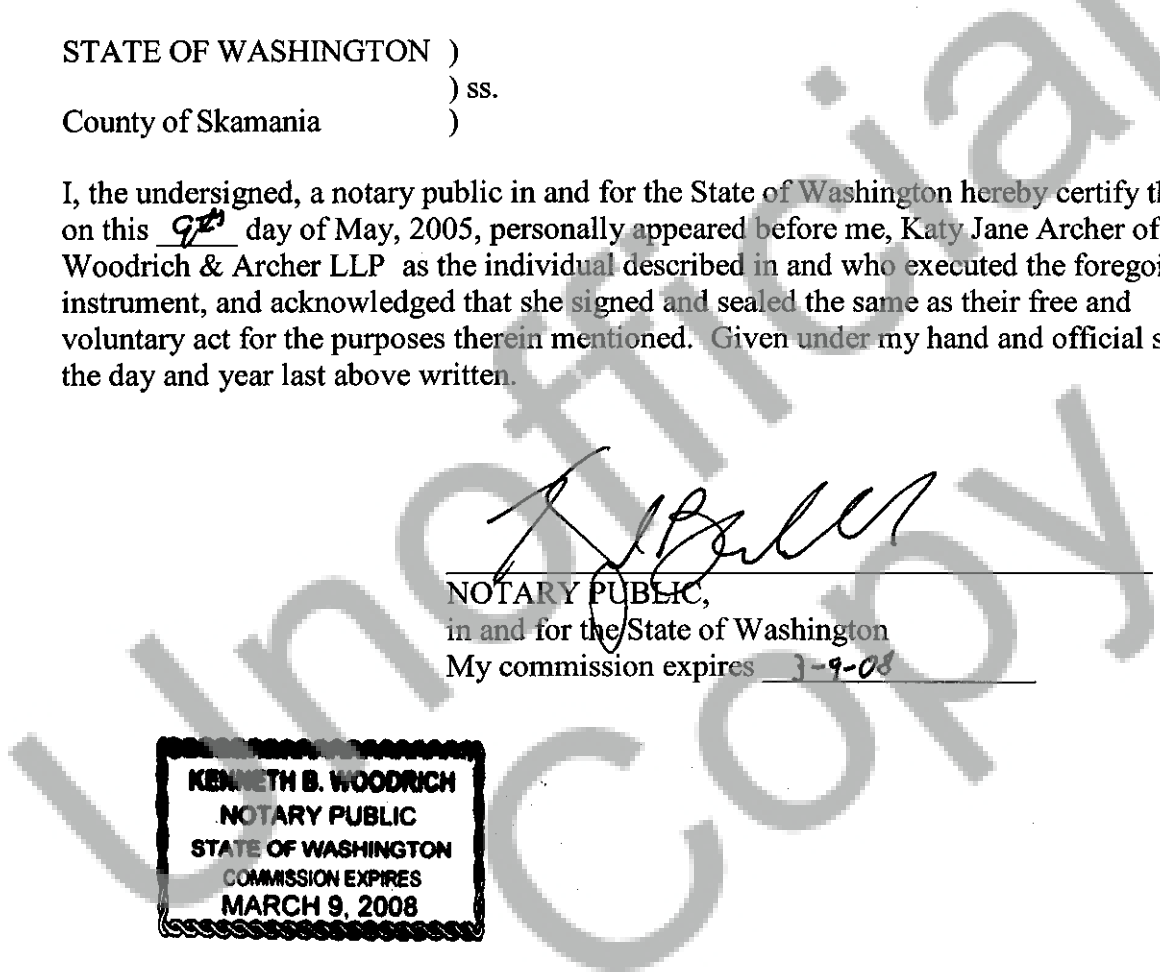 STATE OF WASHINGTON )
) ss.
County of Skamania )
I, the undersigned, a notary public in and for the State of Washington hereby certify th
on this 9th day of May, 2005, personally appeared before me, Katy Jane Archer of
Woodrich & Archer LLP as the individual described in and who executed the foregoi
instrument, and acknowledged that she signed and sealed the same as their free and
voluntary act for the purposes therein mentioned. Given under my hand and official s
the day and year last above written.
NOTARY PUBLIC,
in and for the State of Washington
My commission expires 3-9-08
KENNETH B. WOODRICH
NOTARY PUBLIC
STATE OF WASHINGTON
COMMISSION EXPIRES
MARCH 9, 2008
Unofficial
Copy